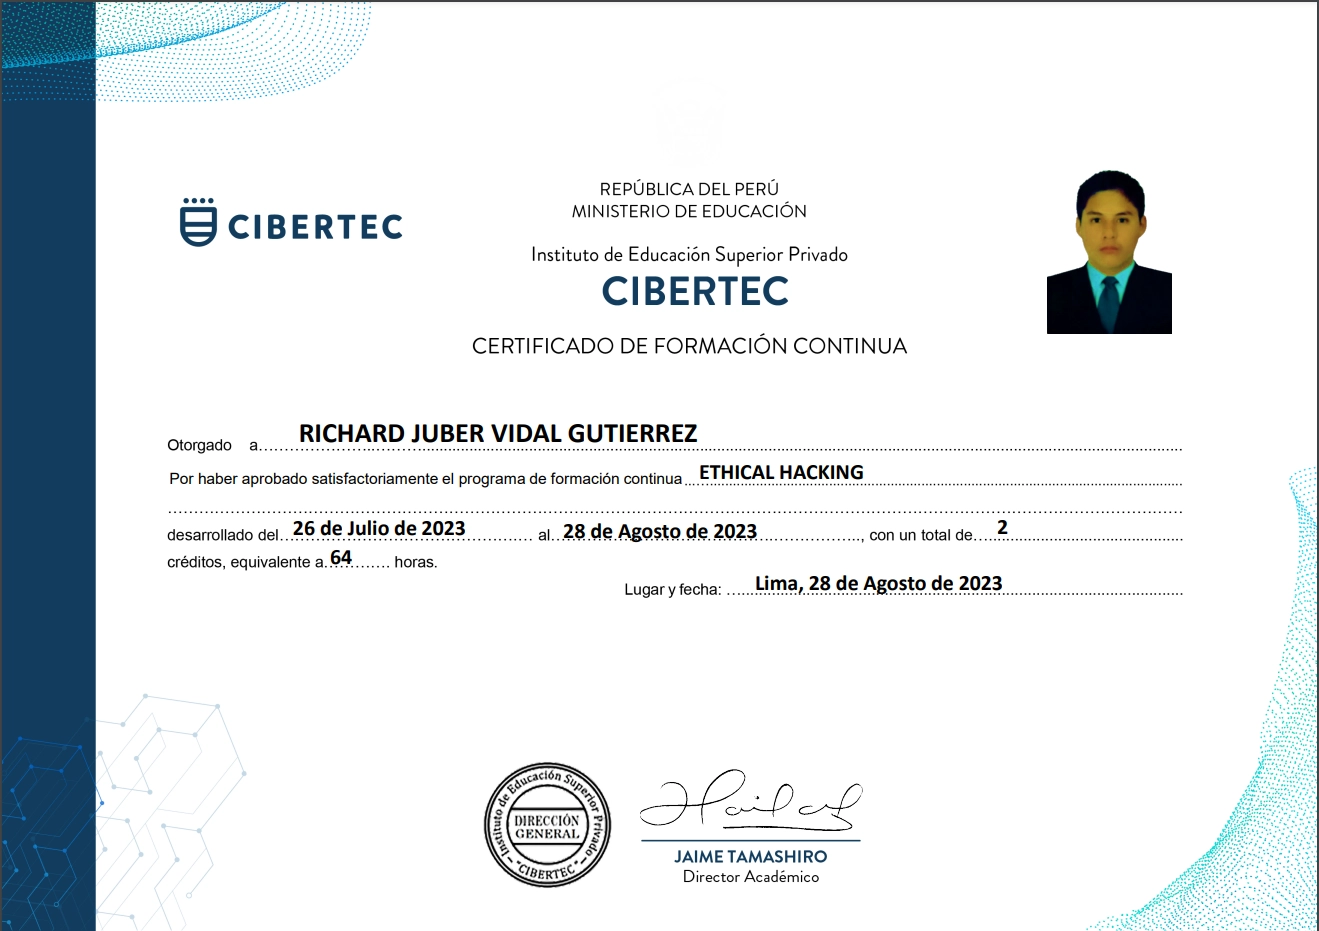 CIBERTEC
REPÚBLICA DEL PERÚ
MINISTERIO DE EDUCACIÓN
Instituto de Educación Superior Privado
CIBERTEC
CERTIFICADO DE FORMACIÓN CONTINUA
Otorgado a RICHARD JUBER VIDAL GUTIERREZ
Por haber aprobado satisfactoriamente el programa de formación continua ETHICAL HACKING
desarrollado del 26 de Julio de 2023 al 28 de Agosto de 2023, con un total de 2
créditos, equivalente a 64 horas.
Lugar y fecha: Lima, 28 de Agosto de 2023
Instituto de Educación Superior Privado
DIRECCIÓN
GENERAL
"CIBERTEC"
JAIME TAMASHIRO
Director Académico